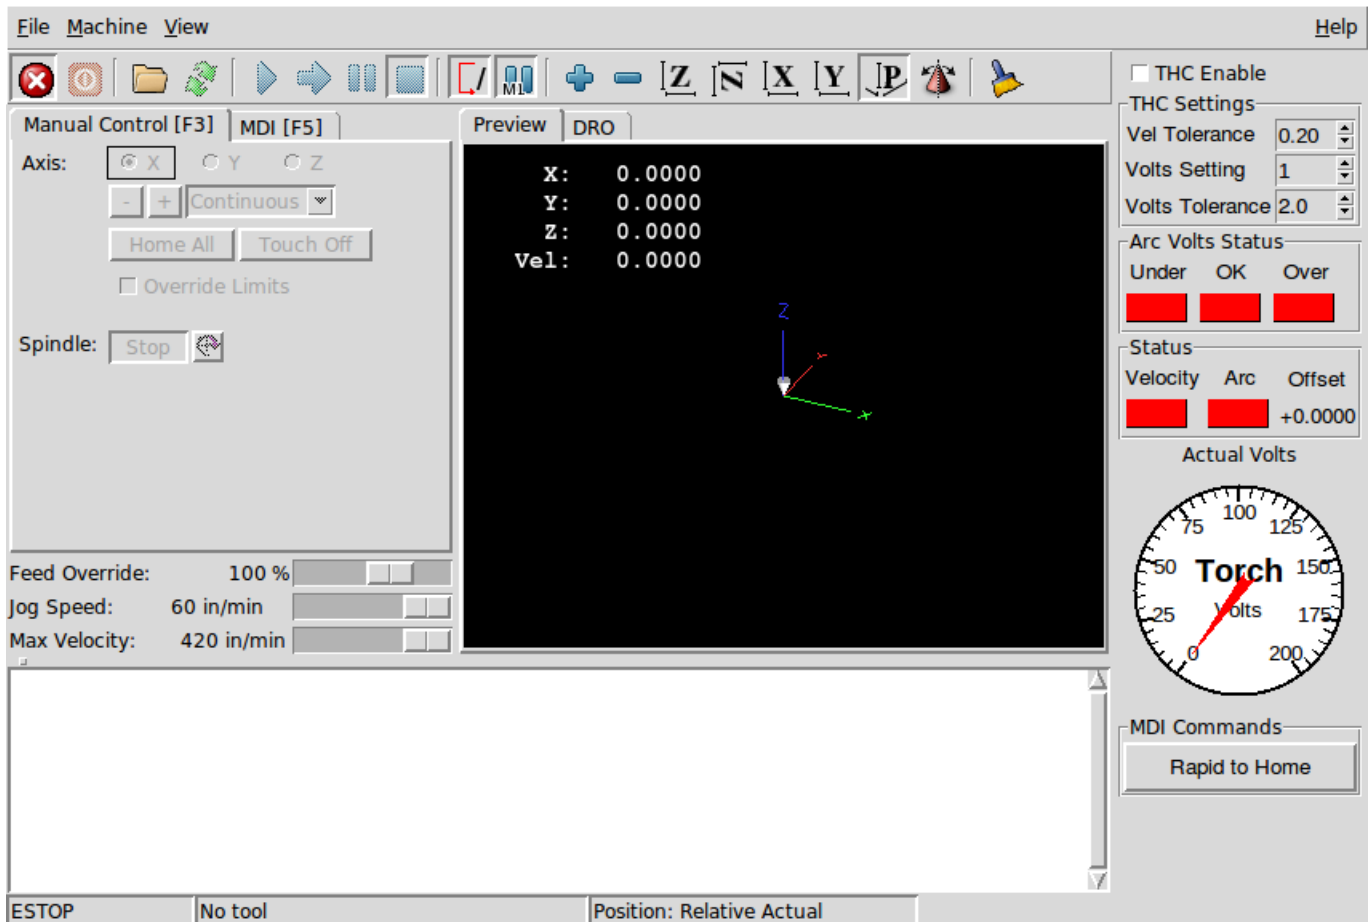 File Machine View Help
M1 Z N X Y P
THC Enable
THC Settings
Vel Tolerance 0.20
Volts Setting 1
Volts Tolerance 2.0
Arc Volts Status
Under OK Over
Status
Velocity Arc Offset
+0.0000
Actual Volts
0 25 50 75 100 125 150 175 200
Torch
Volts
MDI Commands
Rapid to Home
Manual Control [F3] MDI [F5]
Axis: X Y Z
- + Continuous
Home All Touch Off
Override Limits
Spindle: Stop
Feed Override: 100 %
Jog Speed: 60 in/min
Max Velocity: 420 in/min
Preview DRO
X: 0.0000
Y: 0.0000
Z: 0.0000
Vel: 0.0000
Z
Y
X
ESTOP No tool Position: Relative Actual